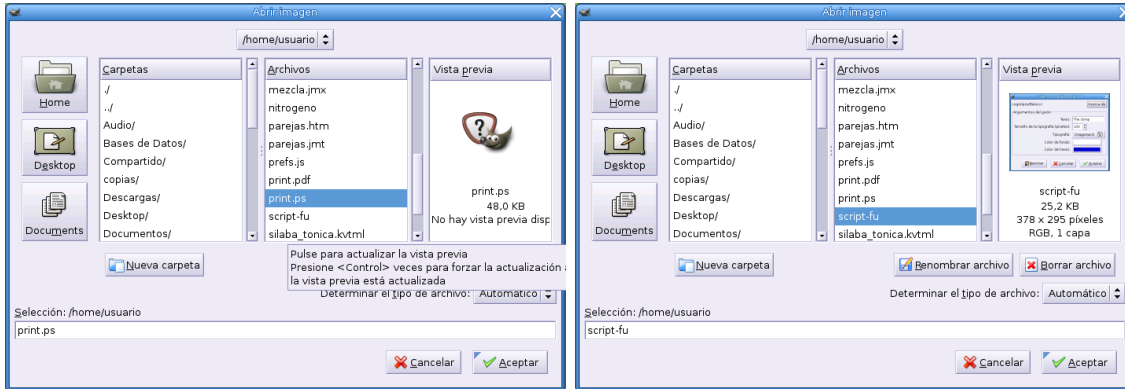 Abrir imagen
/home/usuario
Home
Desktop
Documents
Carpetas
./
../
Audio/
Bases de Datos/
Compartido/
copias/
Descargas/
Desktop/
Documentos/
Archivos
mezcla.jmx
nitrogeno
parejas.htm
parejas.jmt
prefs.js
print.pdf
print.ps
script-fu
silaba_tonica.kvtml
Vista previa
print.ps
48,0 KB
No hay vista previa disp
Nueva carpeta
Pulse para actualizar la vista previa
Presione <Control> veces para forzar la actualización
la vista previa está actualizada
Determinar el tipo de archivo: Automático
Selección: /home/usuario
print.ps
Cancelar
Aceptar
Abrir imagen
/home/usuario
Home
Desktop
Documents
Carpetas
./
../
Audio/
Bases de Datos/
Compartido/
copias/
Descargas/
Desktop/
Documentos/
Archivos
mezcla.jmx
nitrogeno
parejas.htm
parejas.jmt
prefs.js
print.pdf
print.ps
script-fu
silaba_tonica.kvtml
Vista previa
script-fu
25,2 KB
378 x 295 píxeles
RGB, 1 capa
Nueva carpeta
Renombrar archivo
Borrar archivo
Determinar el tipo de archivo: Automático
Selección: /home/usuario
script-fu
Cancelar
Aceptar